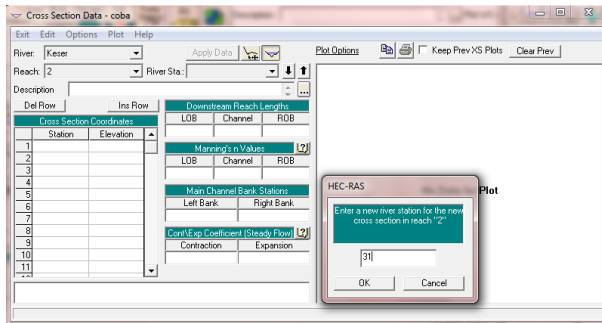 Cross Section Data - coba
Exit Edit Options Plot Help
River: Keser Apply Data Plot Options Keep Prev XS Plots Clear Prev
Reach: 2 River Sta.:
Description ...
Del Row Ins Row Downstream Reach Lengths
Cross Section Coordinates LOB Channel ROB
Station Elevation
1
2 Manning's n Values
3 LOB Channel ROB
4
5 Main Channel Bank Stations
6 Left Bank Right Bank
7
8 Cont\Exp Coefficient (Steady Flow)
9 Contraction Expansion
10
11
HEC-RAS
Plot
Enter a new river station for the new
cross section in reach "2"
31
OK Cancel